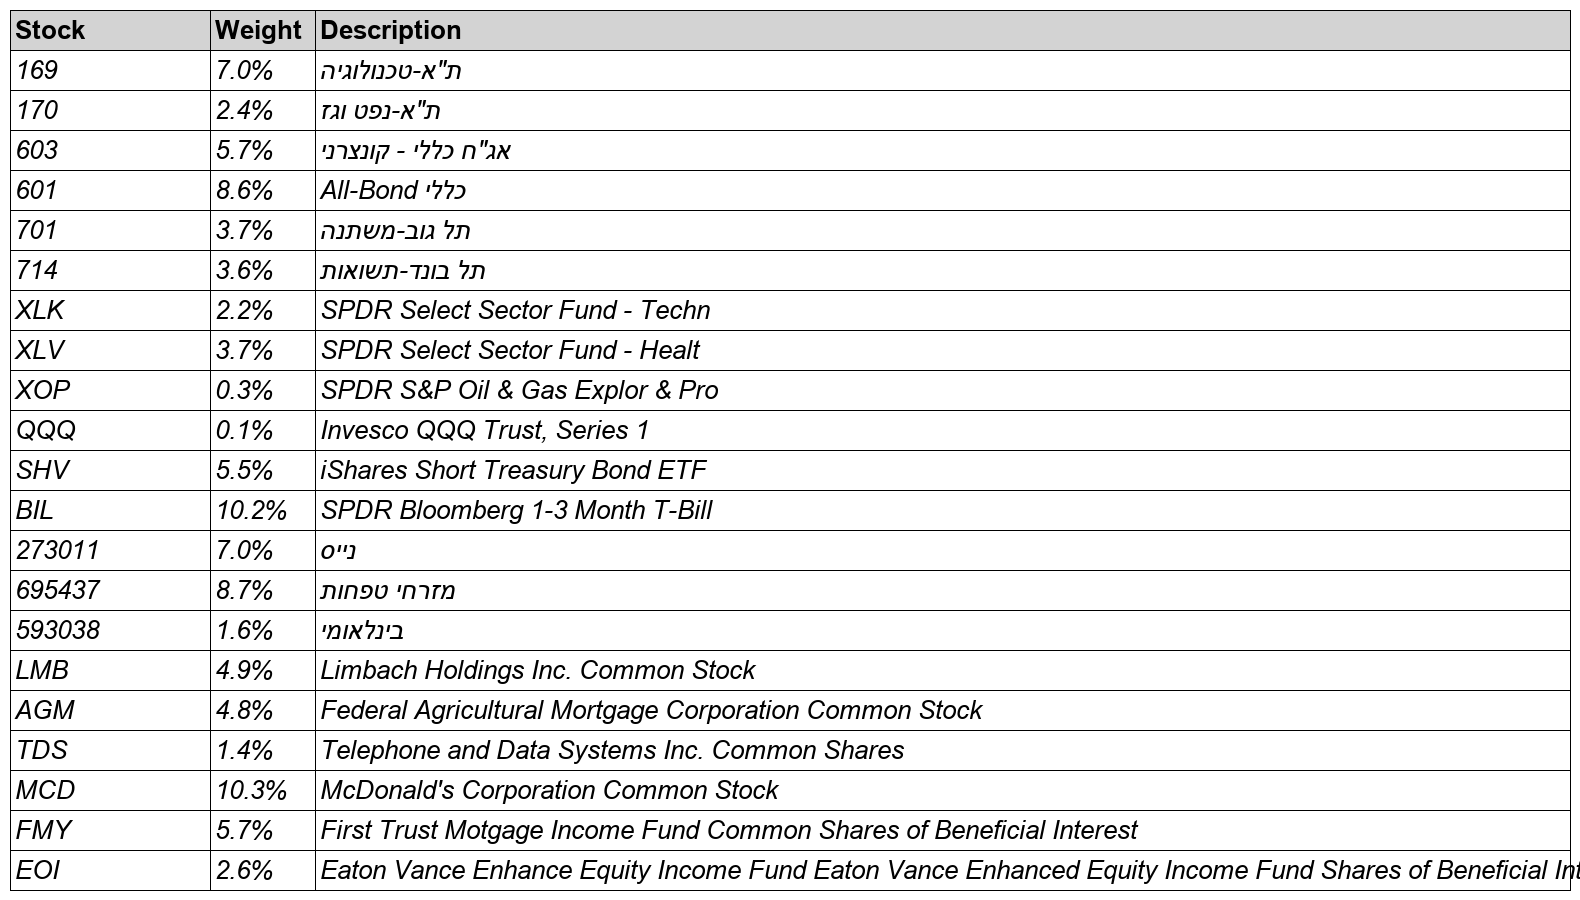 Stock Weight Description
169 7.0% ת"א-טכנולוגיה
170 2.4% ת"א-נפט וגז
603 5.7% אג"ח כללי - קונצרני
601 8.6% All-Bond כללי
701 3.7% תל גוב-משתנה
714 3.6% תל בונד-תשואות
XLK 2.2% SPDR Select Sector Fund - Techn
XLV 3.7% SPDR Select Sector Fund - Healt
XOP 0.3% SPDR S&P Oil & Gas Explor & Pro
QQQ 0.1% Invesco QQQ Trust, Series 1
SHV 5.5% iShares Short Treasury Bond ETF
BIL 10.2% SPDR Bloomberg 1-3 Month T-Bill
273011 7.0% נייס
695437 8.7% מזרחי טפחות
593038 1.6% בינלאומי
LMB 4.9% Limbach Holdings Inc. Common Stock
AGM 4.8% Federal Agricultural Mortgage Corporation Common Stock
TDS 1.4% Telephone and Data Systems Inc. Common Shares
MCD 10.3% McDonald's Corporation Common Stock
FMY 5.7% First Trust Motgage Income Fund Common Shares of Beneficial Interest
EOI 2.6% Eaton Vance Enhance Equity Income Fund Eaton Vance Enhanced Equity Income Fund Shares of Beneficial Int